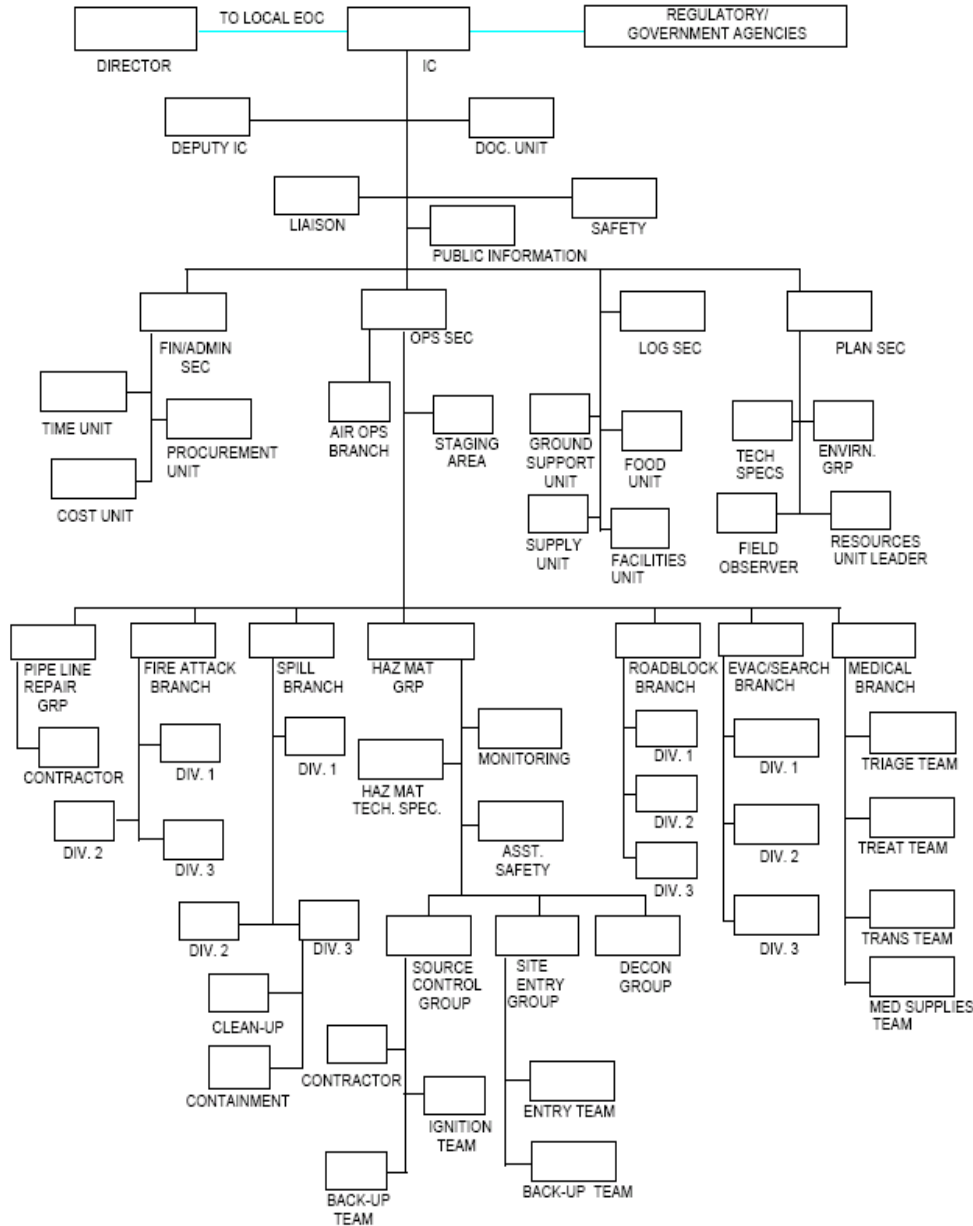 TO LOCAL EOC
REGULATORY/
GOVERNMENT AGENCIES
DIRECTOR
IC
DEPUTY IC
DOC. UNIT
LIAISON
SAFETY
PUBLIC INFORMATION
FIN/ADMIN
SEC
OPS SEC
LOG SEC
PLAN SEC
TIME UNIT
PROCUREMENT
UNIT
COST UNIT
AIR OPS
BRANCH
STAGING
AREA
GROUND
SUPPORT
UNIT
FOOD
UNIT
SUPPLY
UNIT
FACILITIES
UNIT
TECH
SPECS
ENVIRN.
GRP
FIELD
OBSERVER
RESOURCES
UNIT LEADER
PIPE LINE
REPAIR
GRP
FIRE ATTACK
BRANCH
SPILL
BRANCH
HAZ MAT
GRP
ROADBLOCK
BRANCH
EVAC/SEARCH
BRANCH
MEDICAL
BRANCH
CONTRACTOR
DIV. 1
DIV. 2
DIV. 3
DIV. 1
DIV. 2
DIV. 3
CLEAN-UP
CONTAINMENT
MONITORING
HAZ MAT
TECH. SPEC.
ASST.
SAFETY
SOURCE
CONTROL
GROUP
SITE
ENTRY
GROUP
DECON
GROUP
CONTRACTOR
IGNITION
TEAM
BACK-UP
TEAM
ENTRY TEAM
BACK-UP TEAM
DIV. 1
DIV. 2
DIV. 3
DIV. 1
DIV. 2
DIV. 3
TRIAGE TEAM
TREAT TEAM
TRANS TEAM
MED SUPPLIES
TEAM